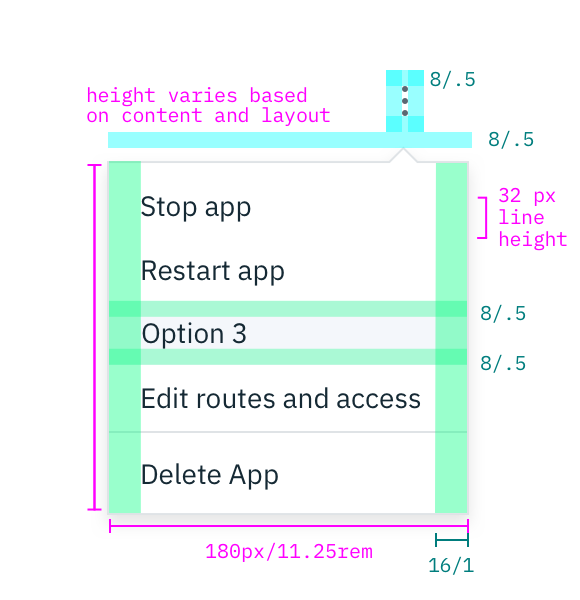 8/.5
height varies based
on content and layout
8/.5
Stop app
32 px
line
height
Restart app
8/.5
Option 3
8/.5
Edit routes and access
Delete App
180px/11.25rem
16/1